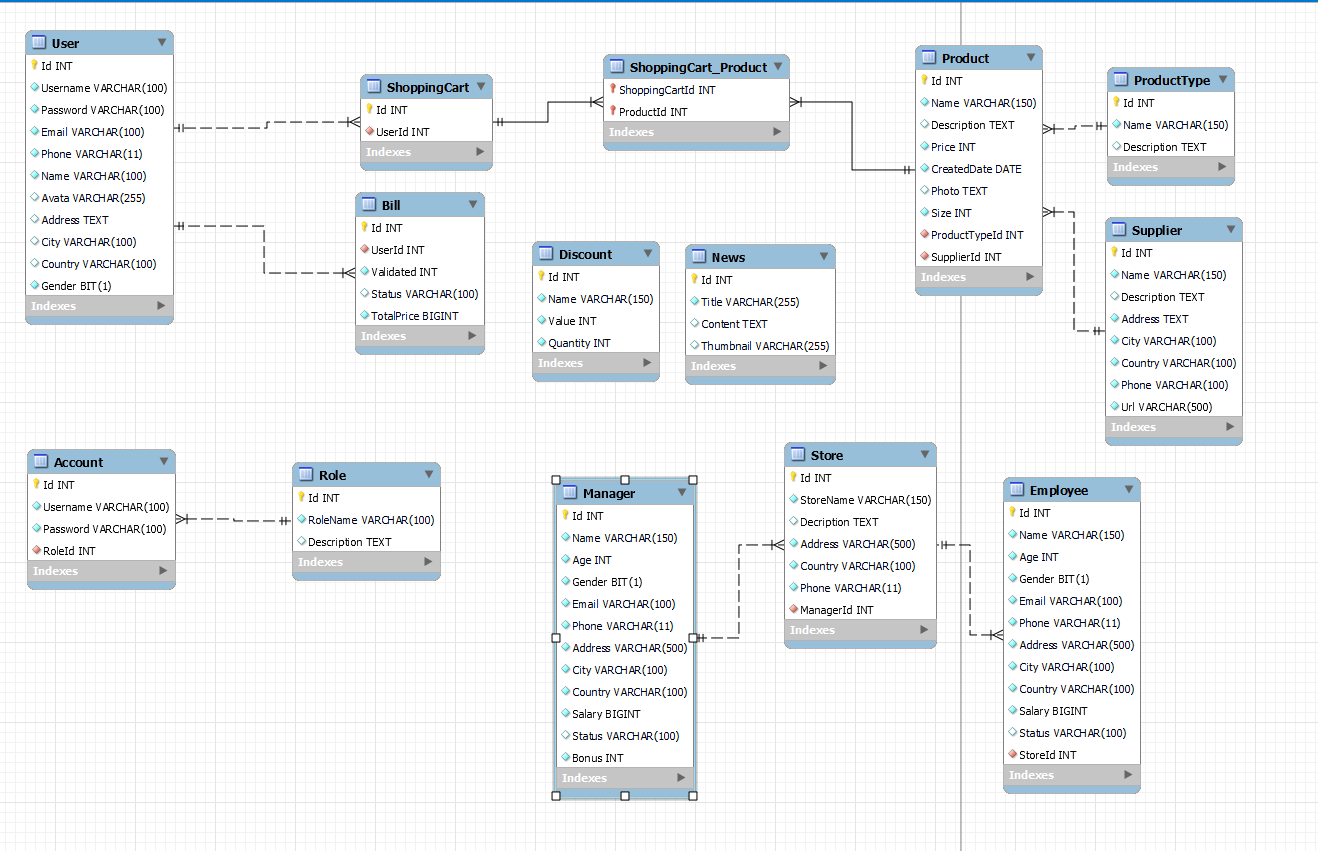 User
Id INT
Username VARCHAR(100)
Password VARCHAR(100)
Email VARCHAR(100)
Phone VARCHAR(11)
Name VARCHAR(100)
Avata VARCHAR(255)
Address TEXT
City VARCHAR(100)
Country VARCHAR(100)
Gender BIT(1)
Indexes
ShoppingCart
Id INT
UserId INT
Indexes
ShoppingCart_Product
ShoppingCartId INT
ProductId INT
Indexes
Product
Id INT
Name VARCHAR(150)
Description TEXT
Price INT
CreatedDate DATE
Photo TEXT
Size INT
ProductTypeId INT
SupplierId INT
Indexes
ProductType
Id INT
Name VARCHAR(150)
Description TEXT
Indexes
Bill
Id INT
UserId INT
Validated INT
Status VARCHAR(100)
TotalPrice BIGINT
Indexes
Discount
Id INT
Name VARCHAR(150)
Value INT
Quantity INT
Indexes
News
Id INT
Title VARCHAR(255)
Content TEXT
Thumbnail VARCHAR(255)
Indexes
Supplier
Id INT
Name VARCHAR(150)
Description TEXT
Address TEXT
City VARCHAR(100)
Country VARCHAR(100)
Phone VARCHAR(100)
Url VARCHAR(500)
Indexes
Account
Id INT
Username VARCHAR(100)
Password VARCHAR(100)
RoleId INT
Indexes
Role
Id INT
RoleName VARCHAR(100)
Description TEXT
Indexes
Manager
Id INT
Name VARCHAR(150)
Age INT
Gender BIT(1)
Email VARCHAR(100)
Phone VARCHAR(11)
Address VARCHAR(500)
City VARCHAR(100)
Country VARCHAR(100)
Salary BIGINT
Status VARCHAR(100)
Bonus INT
Indexes
Store
Id INT
StoreName VARCHAR(150)
Decription TEXT
Address VARCHAR(500)
Country VARCHAR(100)
Phone VARCHAR(11)
ManagerId INT
Indexes
Employee
Id INT
Name VARCHAR(150)
Age INT
Gender BIT(1)
Email VARCHAR(100)
Phone VARCHAR(11)
Address VARCHAR(500)
City VARCHAR(100)
Country VARCHAR(100)
Salary BIGINT
Status VARCHAR(100)
StoreId INT
Indexes